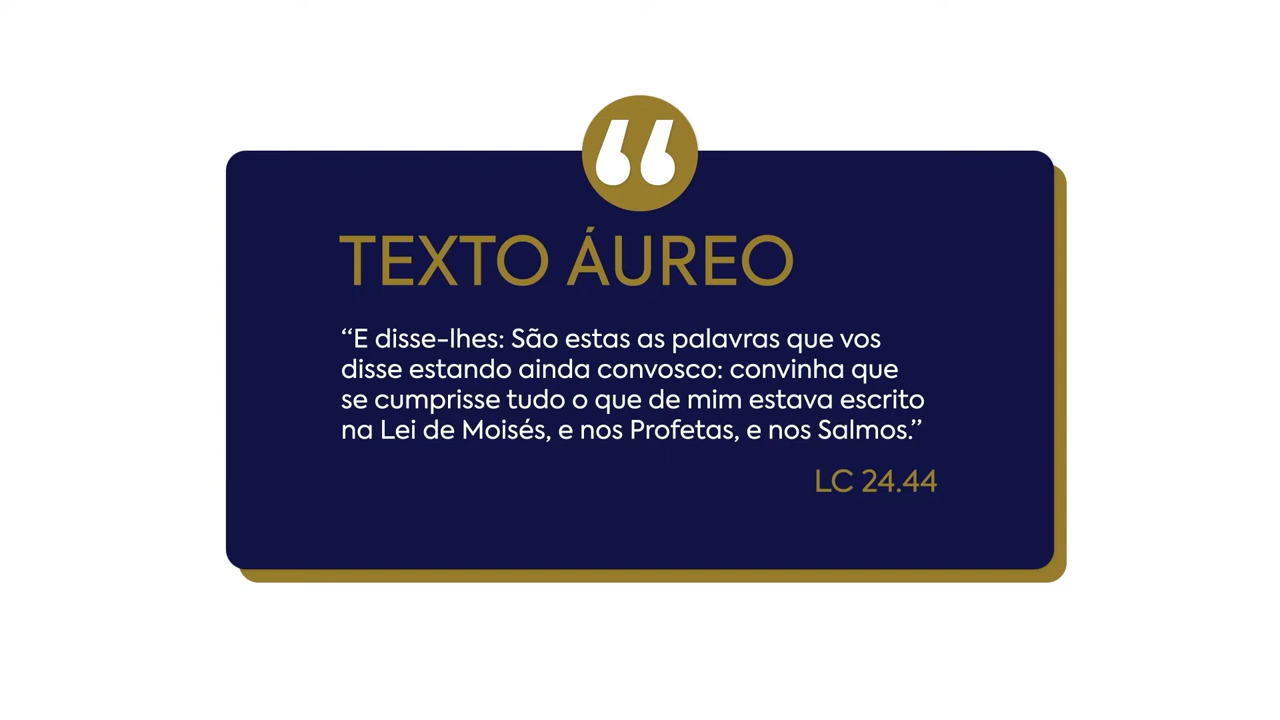 TEXTO ÁUREO
“E disse-lhes: São estas as palavras que vos
disse estando ainda convosco: convinha que
se cumprisse tudo o que de mim estava escrito
na Lei de Moisés, e nos Profetas, e nos Salmos.”
LC 24.44